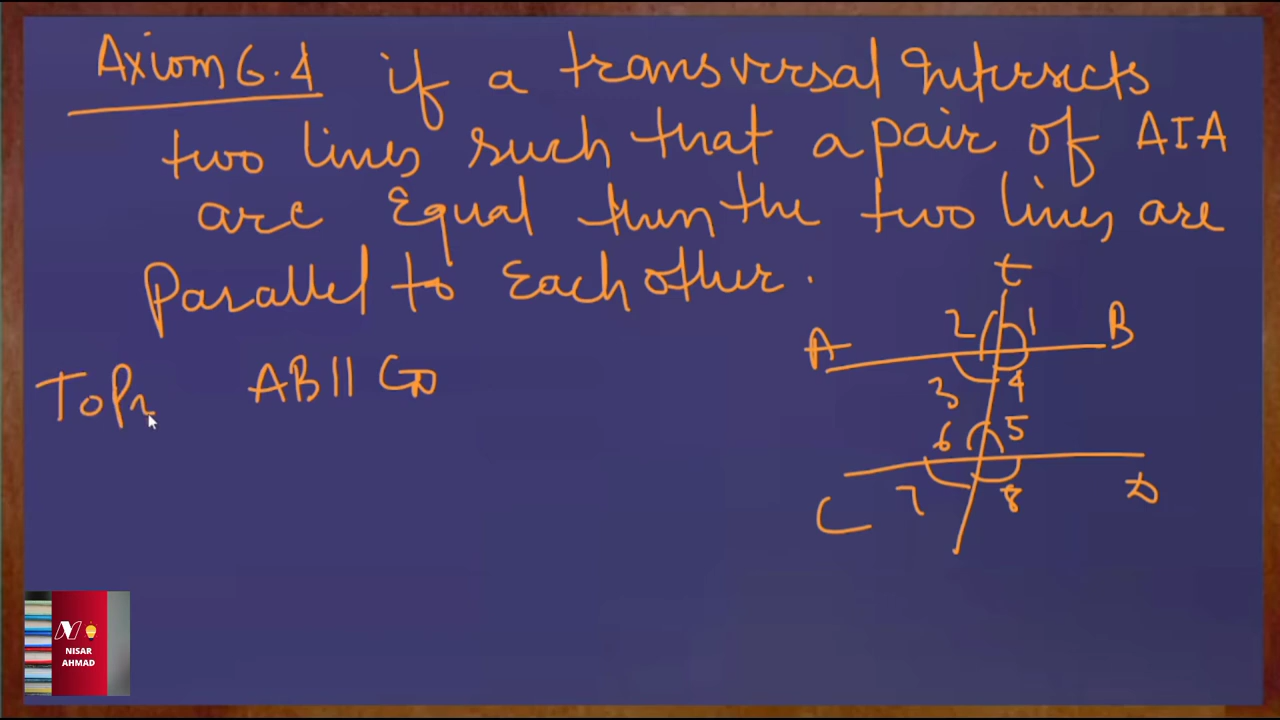 Axiom 6.4 if a transversal Intersects
two lines such that a pair of AIA
are Equal then the two lines are
Parallel to Each other.
t
A 2 1 B
3 4
6 5
C 7 8 D
To Pr AB || CD
N
NISAR
AHMAD